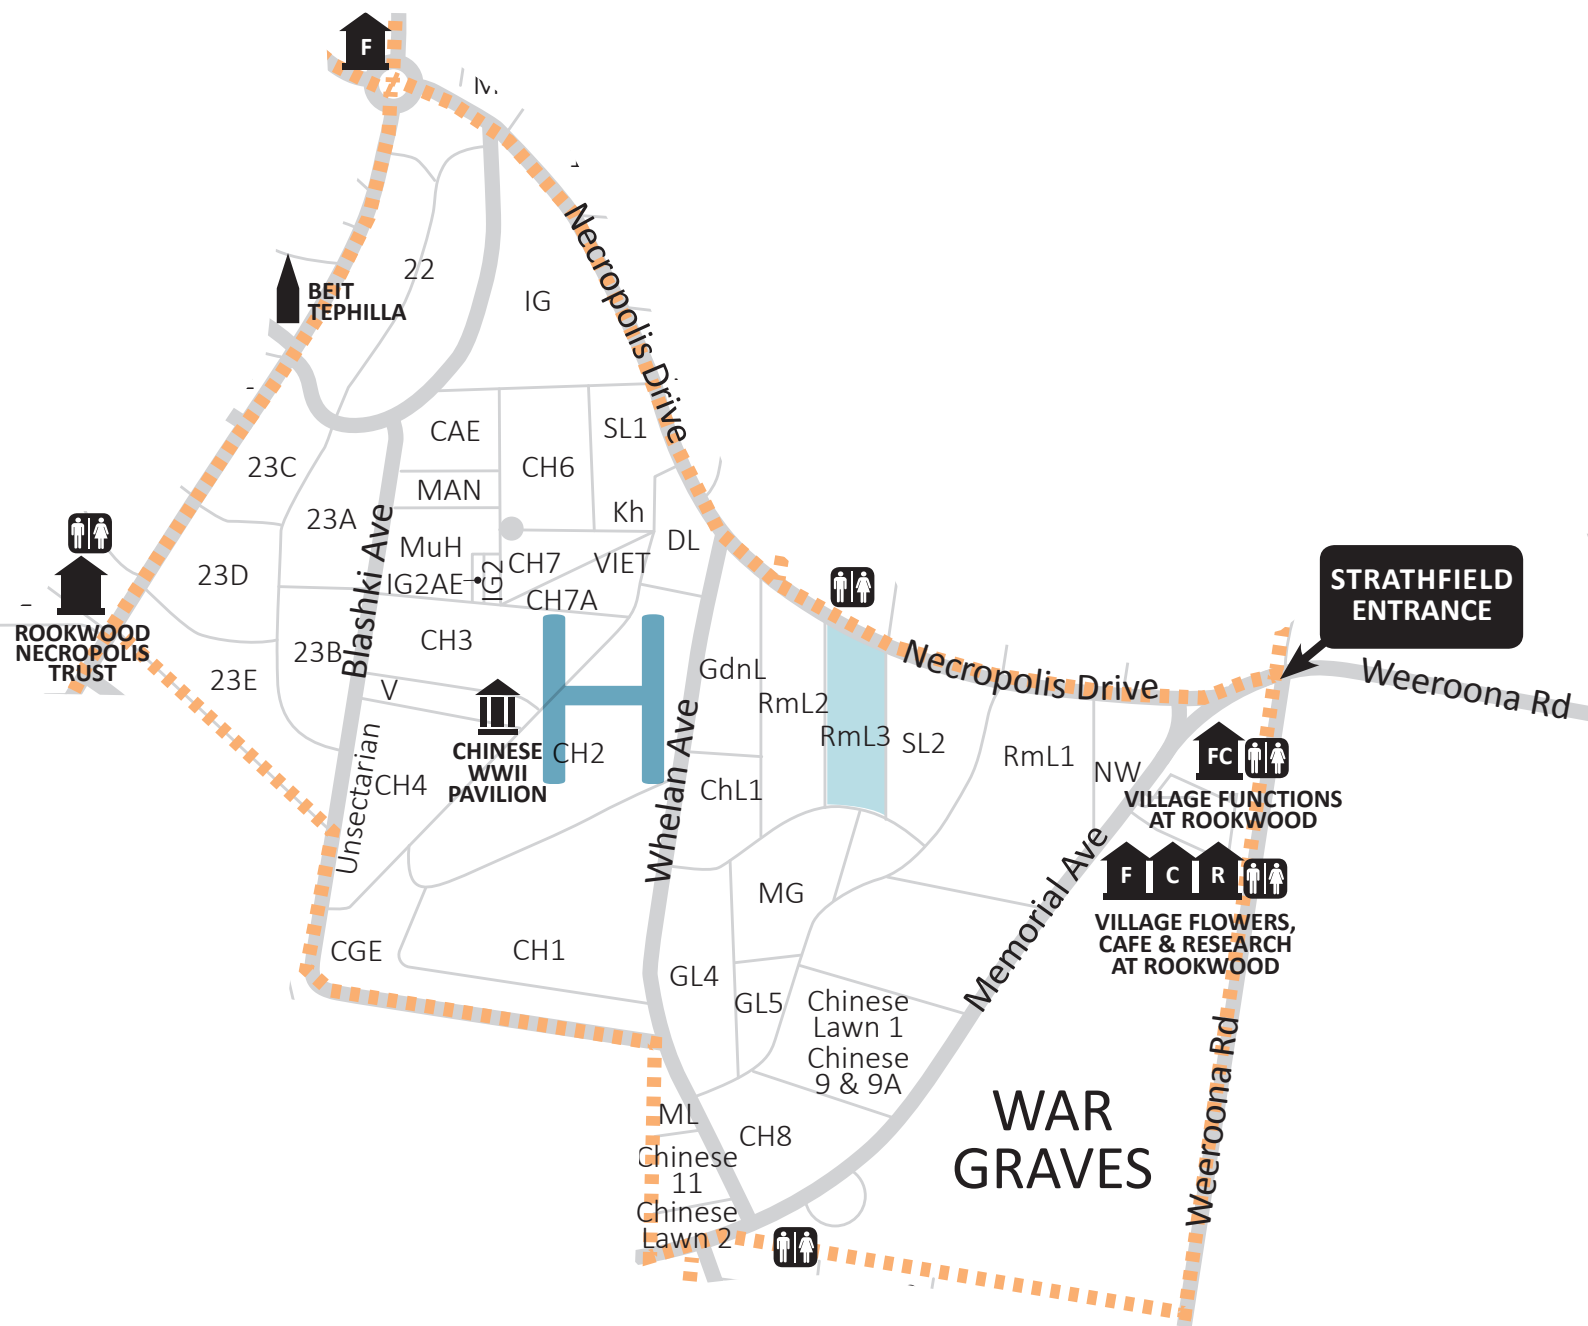 F
22
BEIT
TEPHILLA
IG
Necropolis Drive
CAE
SL1
23C
CH6
MAN
Kh
23A
DL
MuH
CH7
VIET
23D
IG2AE
IG2
CH7A
Blashki Ave
STRATHFIELD
ENTRANCE
ROOKWOOD
NECROPOLIS
TRUST
CH3
23B
23E
V
H
GdnL
RmL2
RmL3
SL2
Necropolis Drive
Weeroona Rd
RmL1
NW
CHINESE
WWII
PAVILION
CH2
CH4
Unsectarian
Whelan Ave
ChL1
FC
VILLAGE FUNCTIONS
AT ROOKWOOD
Memorial Ave
F C R
VILLAGE FLOWERS,
CAFE & RESEARCH
AT ROOKWOOD
MG
CGE
CH1
GL4
GL5
Chinese
Lawn 1
Chinese
9 & 9A
Weeroona Rd
WAR
GRAVES
ML
CH8
Chinese
11
Chinese
Lawn 2